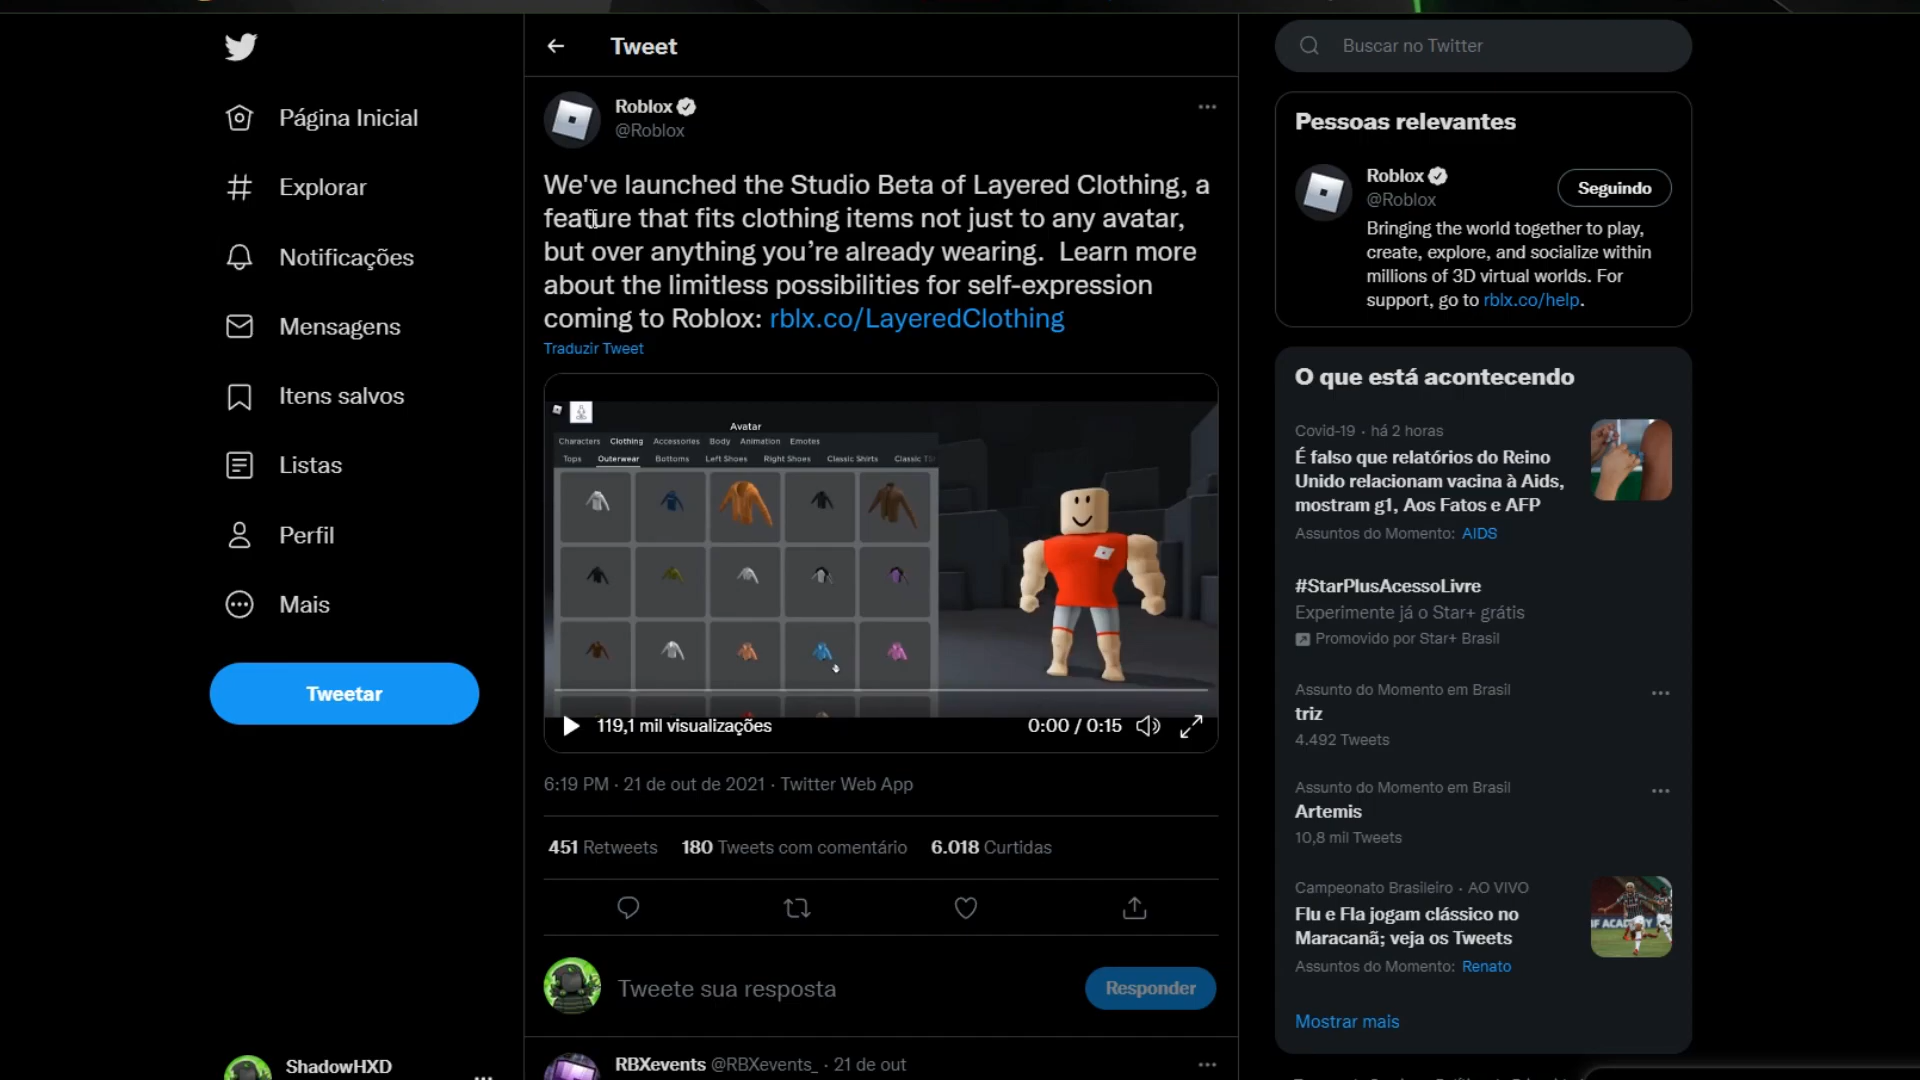 Tweet
Buscar no Twitter
Página Inicial
Explorar
Notificações
Mensagens
Itens salvos
Listas
Perfil
Mais
Tweetar
ShadowHXD
Roblox
@Roblox
We've launched the Studio Beta of Layered Clothing, a
feature that fits clothing items not just to any avatar,
but over anything you're already wearing.  Learn more
about the limitless possibilities for self-expression
coming to Roblox: rblx.co/LayeredClothing
Traduzir Tweet
Avatar
Characters Clothing Accessories Body Animation Emotes
Tops Outerwear Bottoms Left Shoes Right Shoes Classic Shirts Classic
119,1 mil visualizações
0:00 / 0:15
6:19 PM · 21 de out de 2021 · Twitter Web App
451 Retweets 180 Tweets com comentário 6.018 Curtidas
Tweete sua resposta
Responder
RBXevents @RBXevents_ · 21 de out
Pessoas relevantes
Roblox
@Roblox
Seguindo
Bringing the world together to play,
create, explore, and socialize within
millions of 3D virtual worlds. For
support, go to rblx.co/help.
O que está acontecendo
Covid-19 · há 2 horas
É falso que relatórios do Reino
Unido relacionam vacina à Aids,
mostram g1, Aos Fatos e AFP
Assuntos do Momento: AIDS
#StarPlusAcessoLivre
Experimente já o Star+ grátis
Promovido por Star+ Brasil
Assunto do Momento em Brasil
triz
4.492 Tweets
Assunto do Momento em Brasil
Artemis
10,8 mil Tweets
Campeonato Brasileiro · AO VIVO
Flu e Fla jogam clássico no
Maracanã; veja os Tweets
Assuntos do Momento: Renato
Mostrar mais